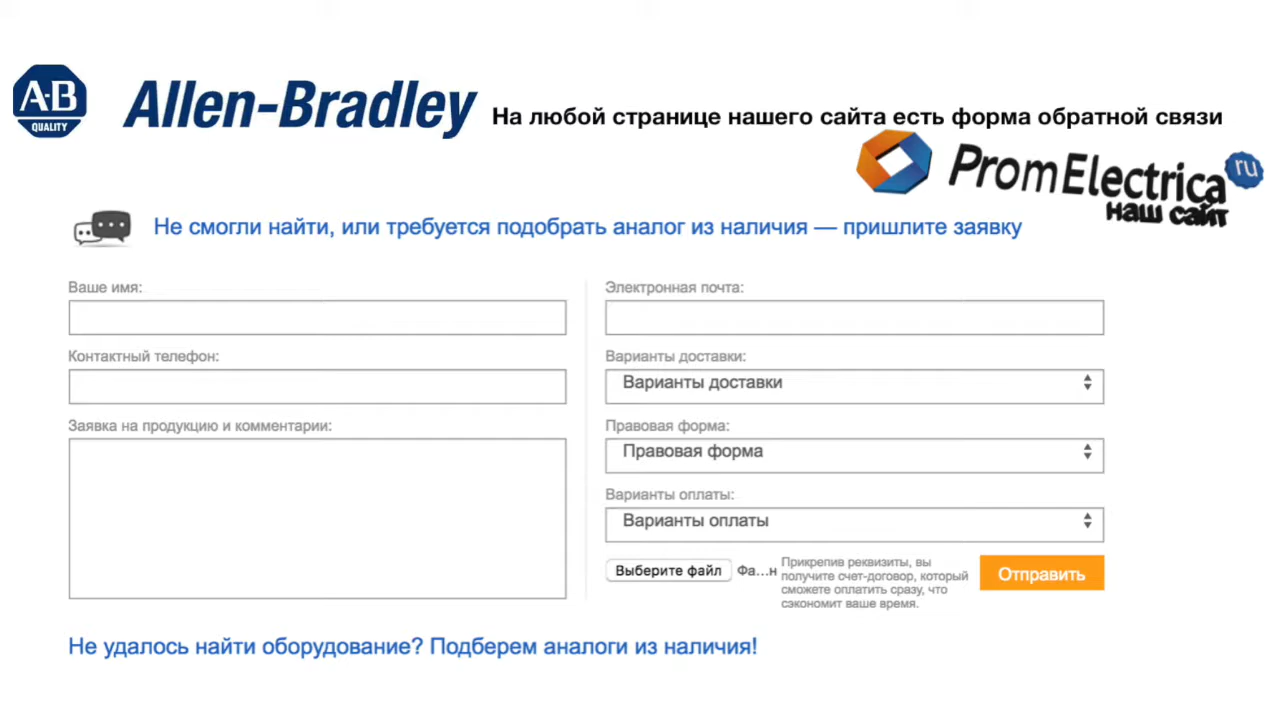 A-B
QUALITY
Allen-Bradley
На любой странице нашего сайта есть форма обратной связи
PromElectrica ru
наш сайт
Не смогли найти, или требуется подобрать аналог из наличия — пришлите заявку
Ваше имя:
Электронная почта:
Контактный телефон:
Варианты доставки:
Варианты доставки
Заявка на продукцию и комментарии:
Правовая форма:
Правовая форма
Варианты оплаты:
Варианты оплаты
Выберите файл Фа...н
Прикрепив реквизиты, вы
получите счет-договор, который
сможете оплатить сразу, что
сэкономит ваше время.
Отправить
Не удалось найти оборудование? Подберем аналоги из наличия!